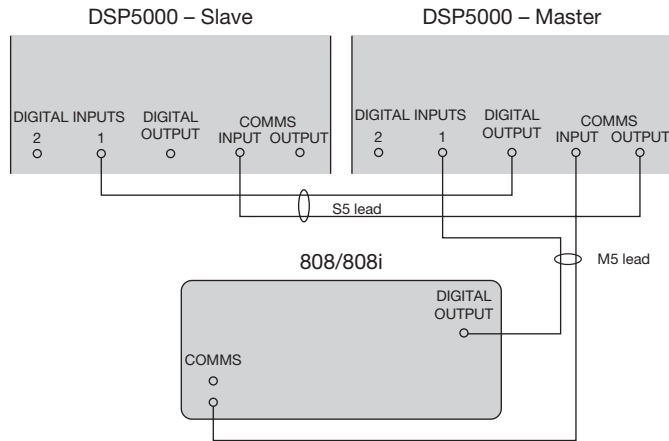 DSP5000 – Slave
DSP5000 – Master
DIGITAL INPUTS
2 1
DIGITAL
OUTPUT
COMMS
INPUT OUTPUT
DIGITAL INPUTS
2 1
DIGITAL
OUTPUT
COMMS
INPUT OUTPUT
S5 lead
M5 lead
808/808i
DIGITAL
OUTPUT
COMMS